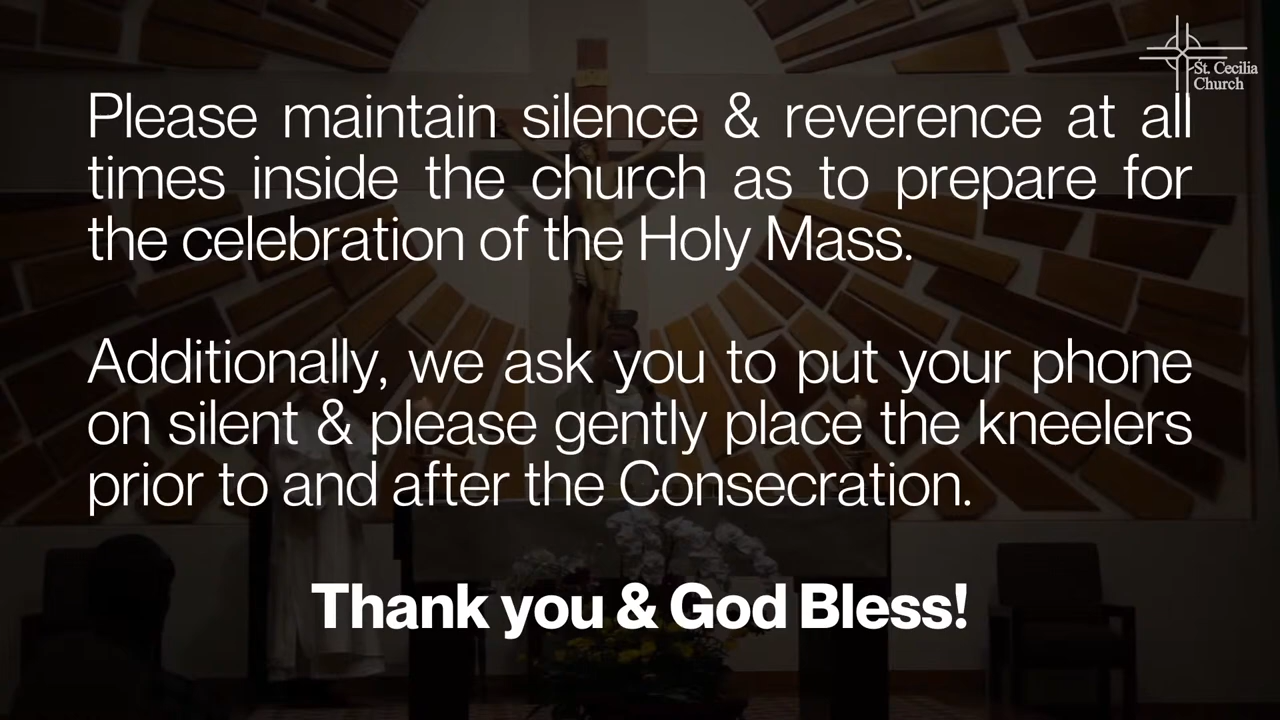 St. Cecilia
Church
Please maintain silence & reverence at all
times inside the church as to prepare for
the celebration of the Holy Mass.
Additionally, we ask you to put your phone
on silent & please gently place the kneelers
prior to and after the Consecration.
Thank you & God Bless!